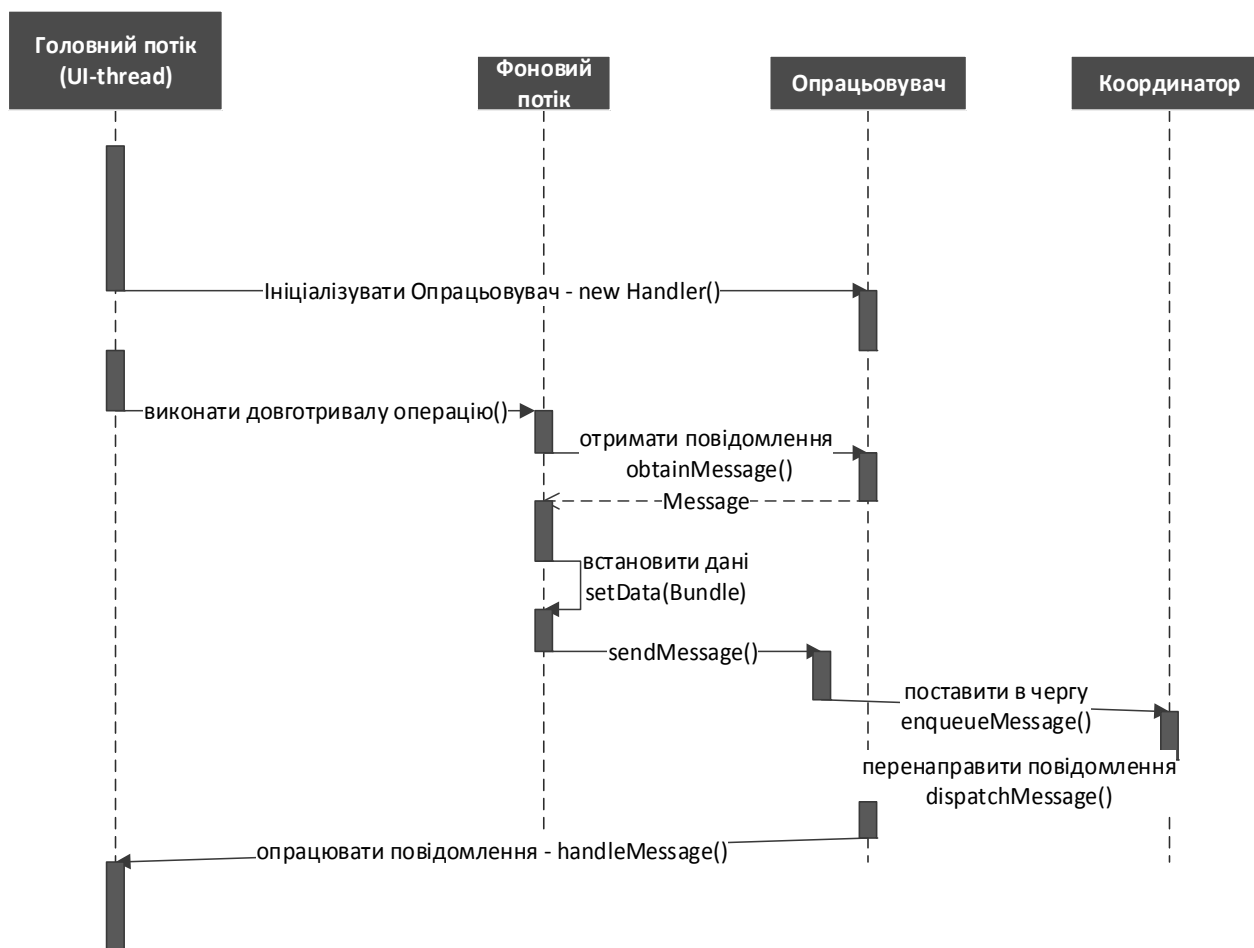 Головний потік
(UI-thread)
Фоновий
потік
Опрацьовувач
Координатор
Ініціалізувати Опрацьовувач - new Handler()
виконати довготривалу операцію()
отримати повідомлення
obtainMessage()
Message
встановити дані
setData(Bundle)
sendMessage()
поставити в чергу
enqueueMessage()
перенаправити повідомлення
dispatchMessage()
опрацювати повідомлення - handleMessage()